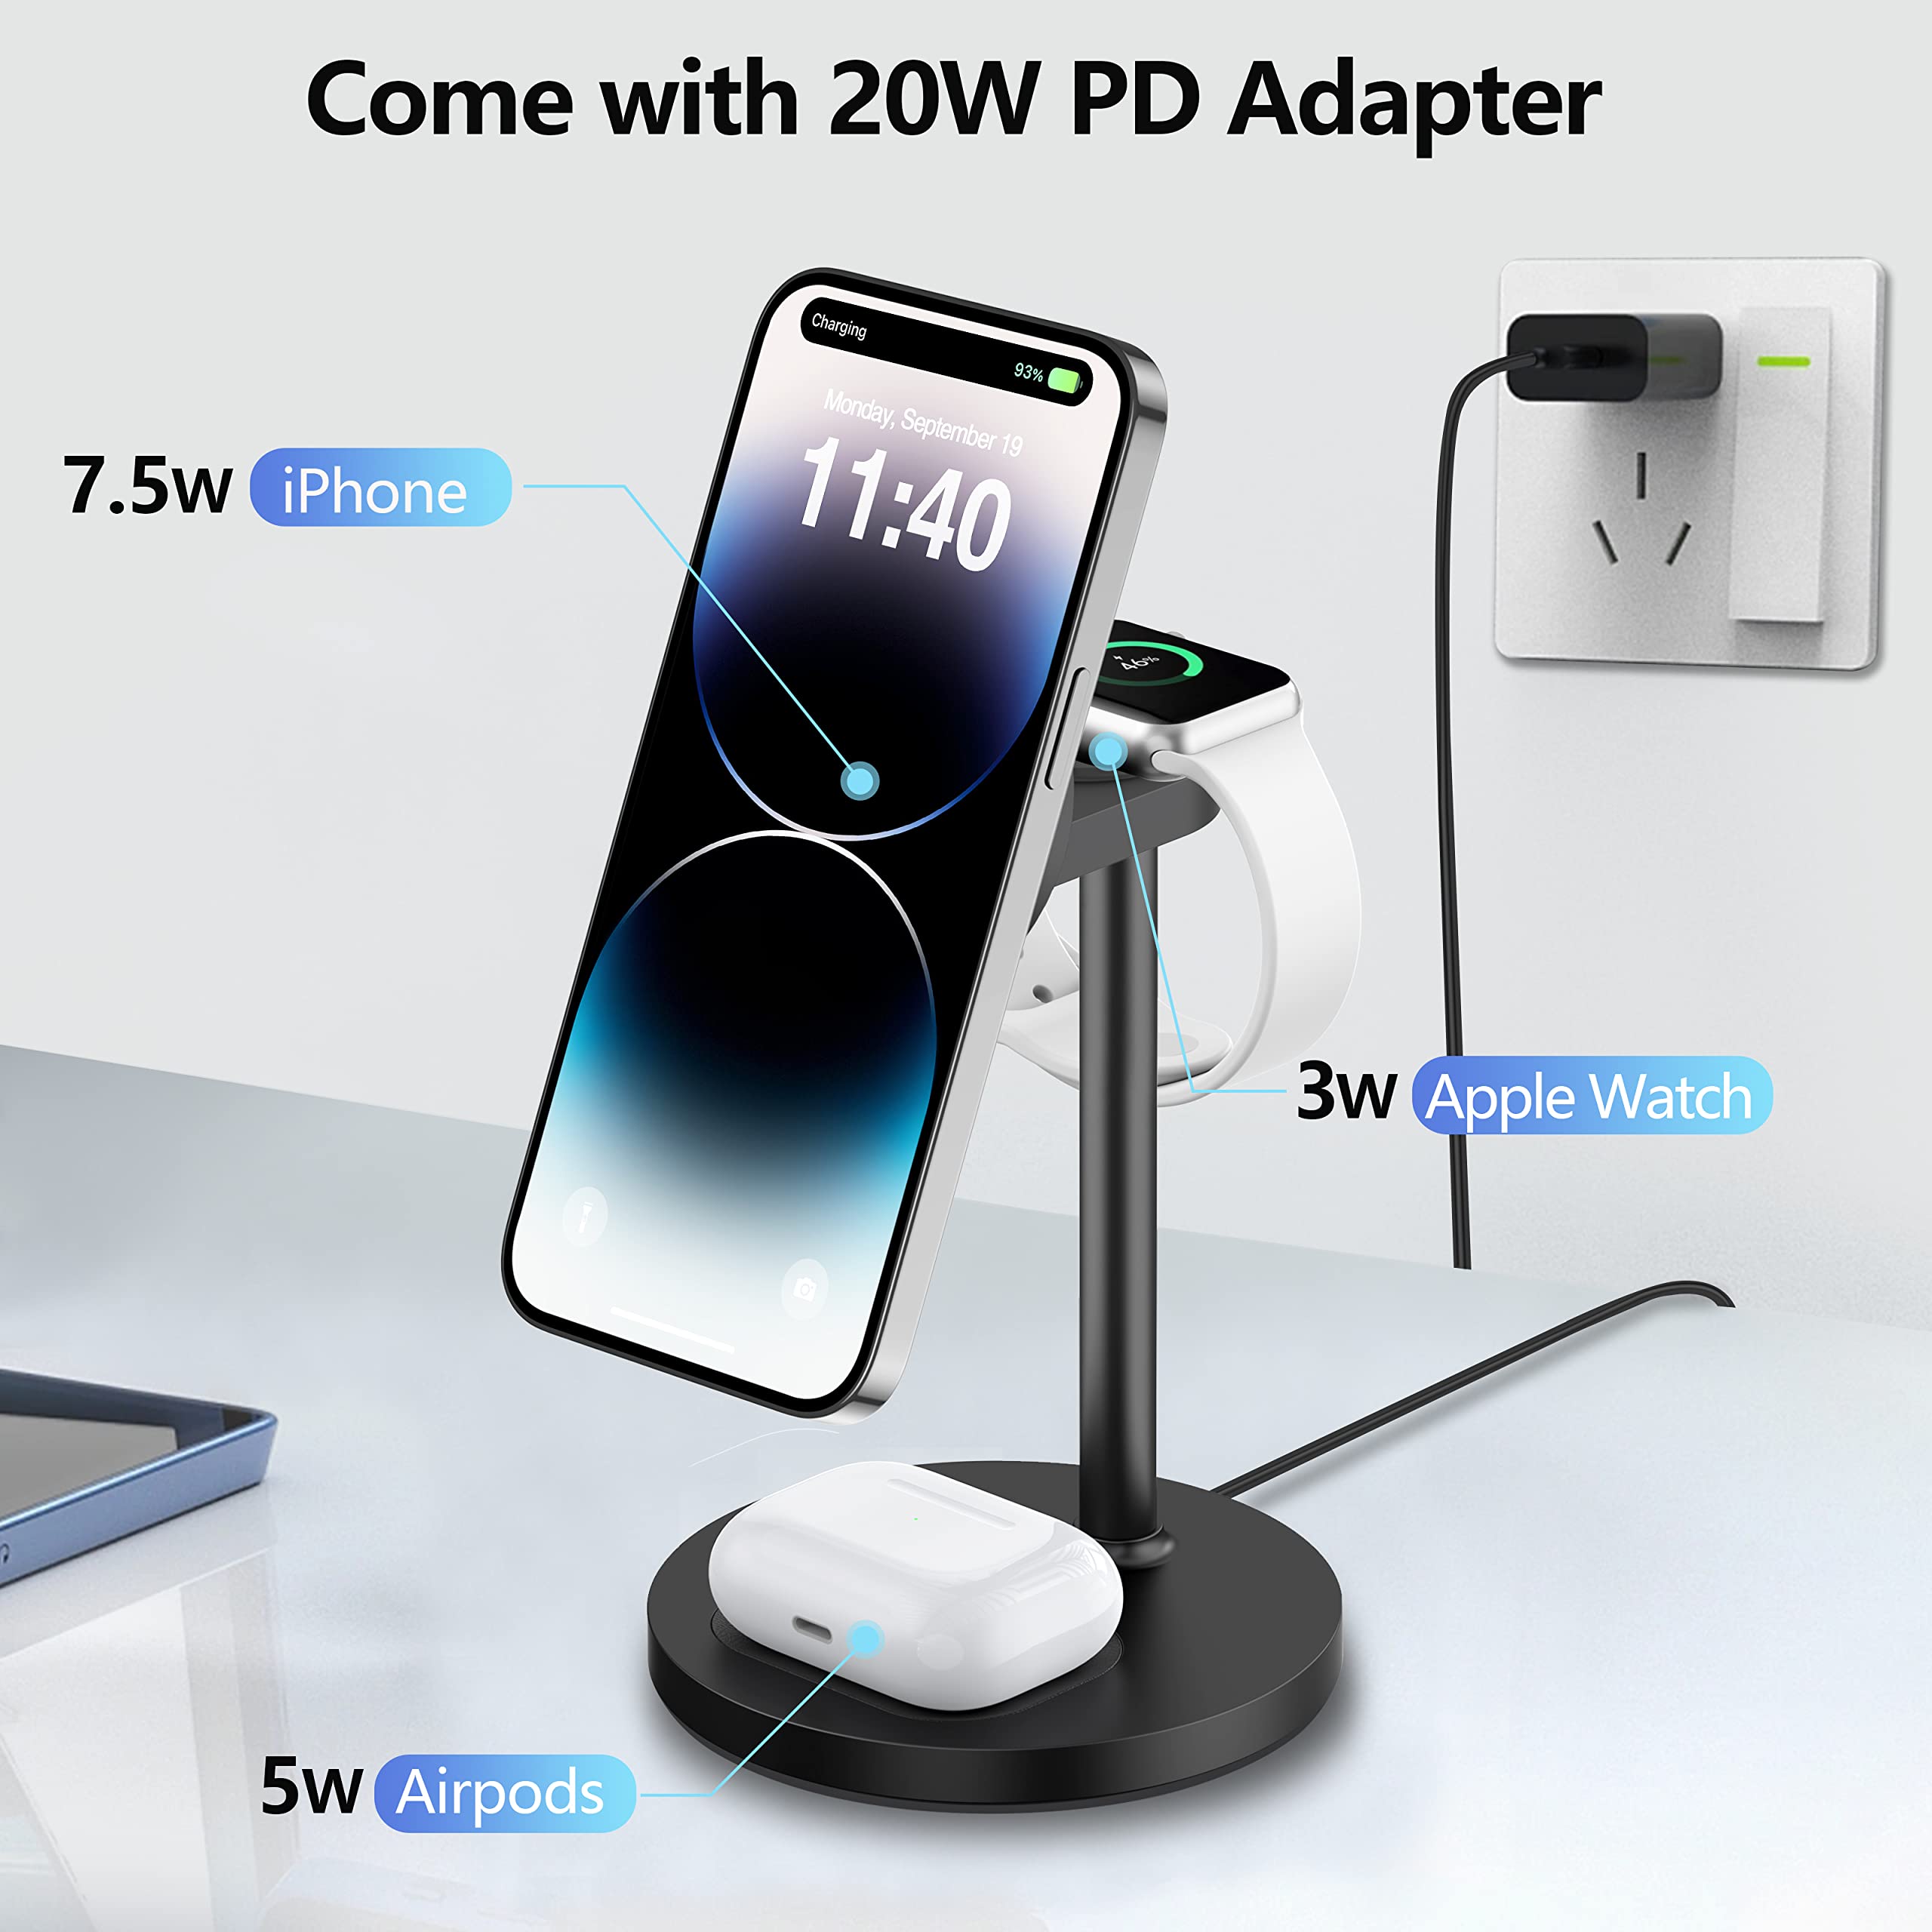 Come with 20W PD Adapter
Charging
93%
Monday, September 19
11:40
7.5w iPhone
46%
3w Apple Watch
5w Airpods